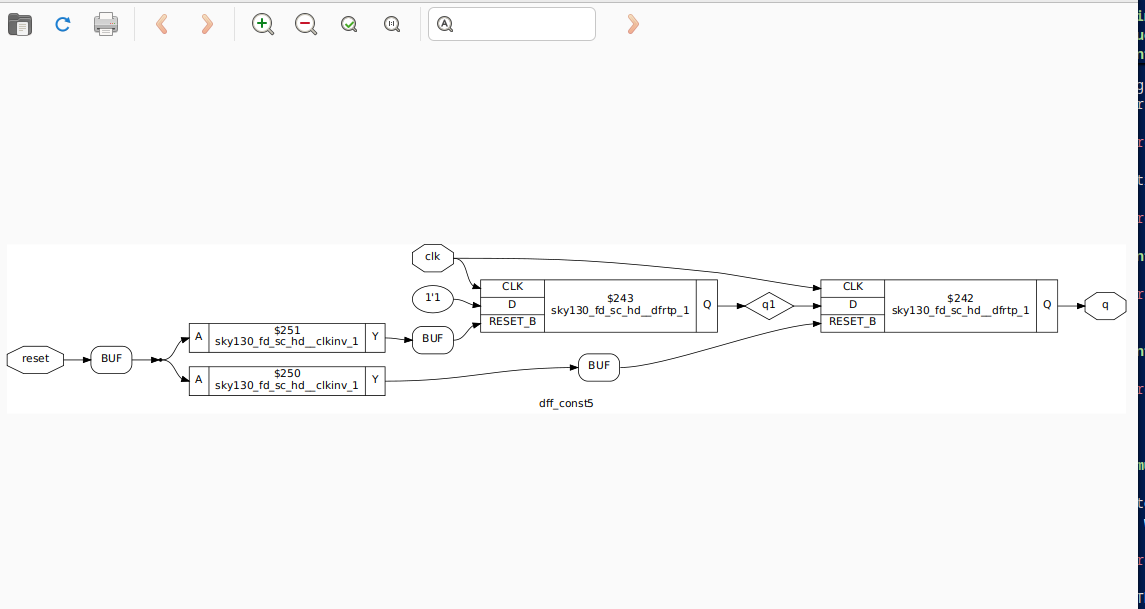 clk
CLK
D
RESET_B
$243
sky130_fd_sc_hd__dfrtp_1
Q
q1
CLK
D
RESET_B
$242
sky130_fd_sc_hd__dfrtp_1
Q
q
1'1
BUF
reset
BUF
A
$251
sky130_fd_sc_hd__clkinv_1
Y
A
$250
sky130_fd_sc_hd__clkinv_1
Y
BUF
dff_const5